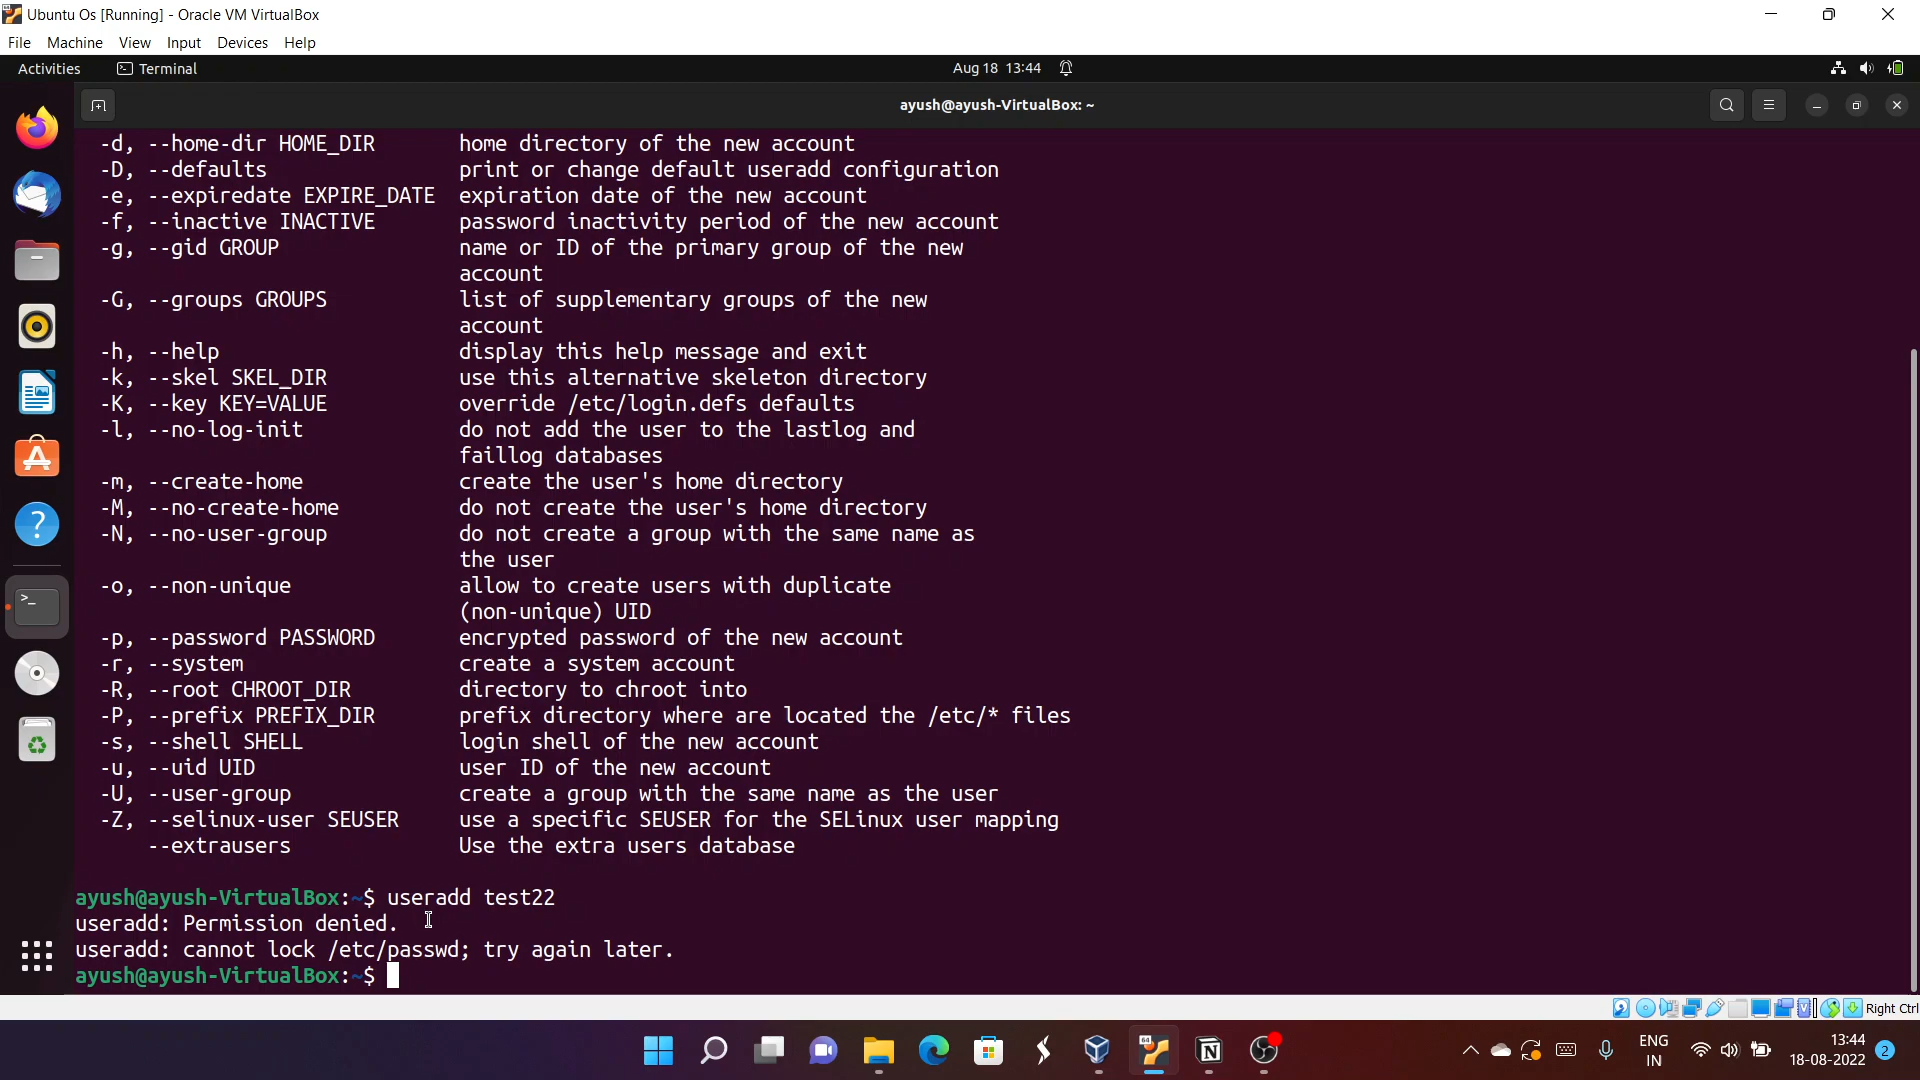 Ubuntu Os [Running] - Oracle VM VirtualBox
File Machine View Input Devices Help
Activities Terminal Aug 18 13:44
ayush@ayush-VirtualBox: ~
-d, --home-dir HOME_DIR home directory of the new account
-D, --defaults print or change default useradd configuration
-e, --expiredate EXPIRE_DATE expiration date of the new account
-f, --inactive INACTIVE password inactivity period of the new account
-g, --gid GROUP name or ID of the primary group of the new
account
-G, --groups GROUPS list of supplementary groups of the new
account
-h, --help display this help message and exit
-k, --skel SKEL_DIR use this alternative skeleton directory
-K, --key KEY=VALUE override /etc/login.defs defaults
-l, --no-log-init do not add the user to the lastlog and
faillog databases
-m, --create-home create the user's home directory
-M, --no-create-home do not create the user's home directory
-N, --no-user-group do not create a group with the same name as
the user
-o, --non-unique allow to create users with duplicate
(non-unique) UID
-p, --password PASSWORD encrypted password of the new account
-r, --system create a system account
-R, --root CHROOT_DIR directory to chroot into
-P, --prefix PREFIX_DIR prefix directory where are located the /etc/* files
-s, --shell SHELL login shell of the new account
-u, --uid UID user ID of the new account
-U, --user-group create a group with the same name as the user
-Z, --selinux-user SEUSER use a specific SEUSER for the SELinux user mapping
--extrausers Use the extra users database
ayush@ayush-VirtualBox:~$ useradd test22
useradd: Permission denied.
useradd: cannot lock /etc/passwd; try again later.
ayush@ayush-VirtualBox:~$
Right Ctrl
ENG
IN
13:44
18-08-2022
2